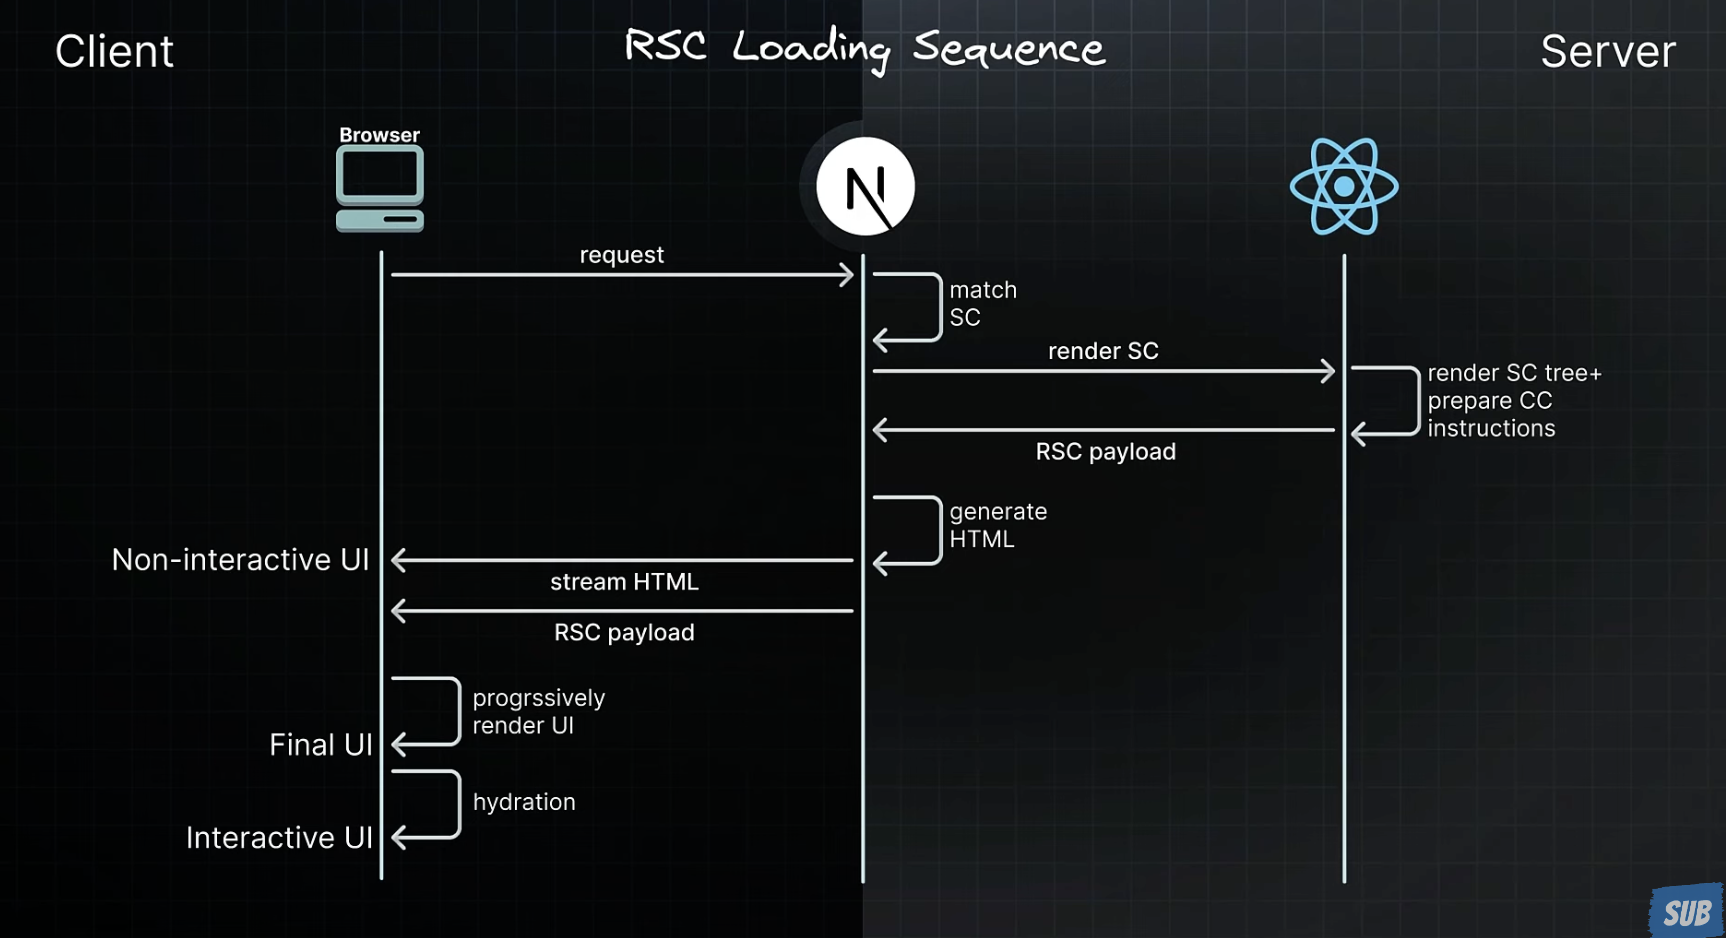 Client
RSC Loading Sequence
Server
Browser
N
request
match
SC
render SC
render SC tree+
prepare CC
instructions
RSC payload
generate
HTML
Non-interactive UI
stream HTML
RSC payload
progrssively
render UI
Final UI
hydration
Interactive UI
SUB